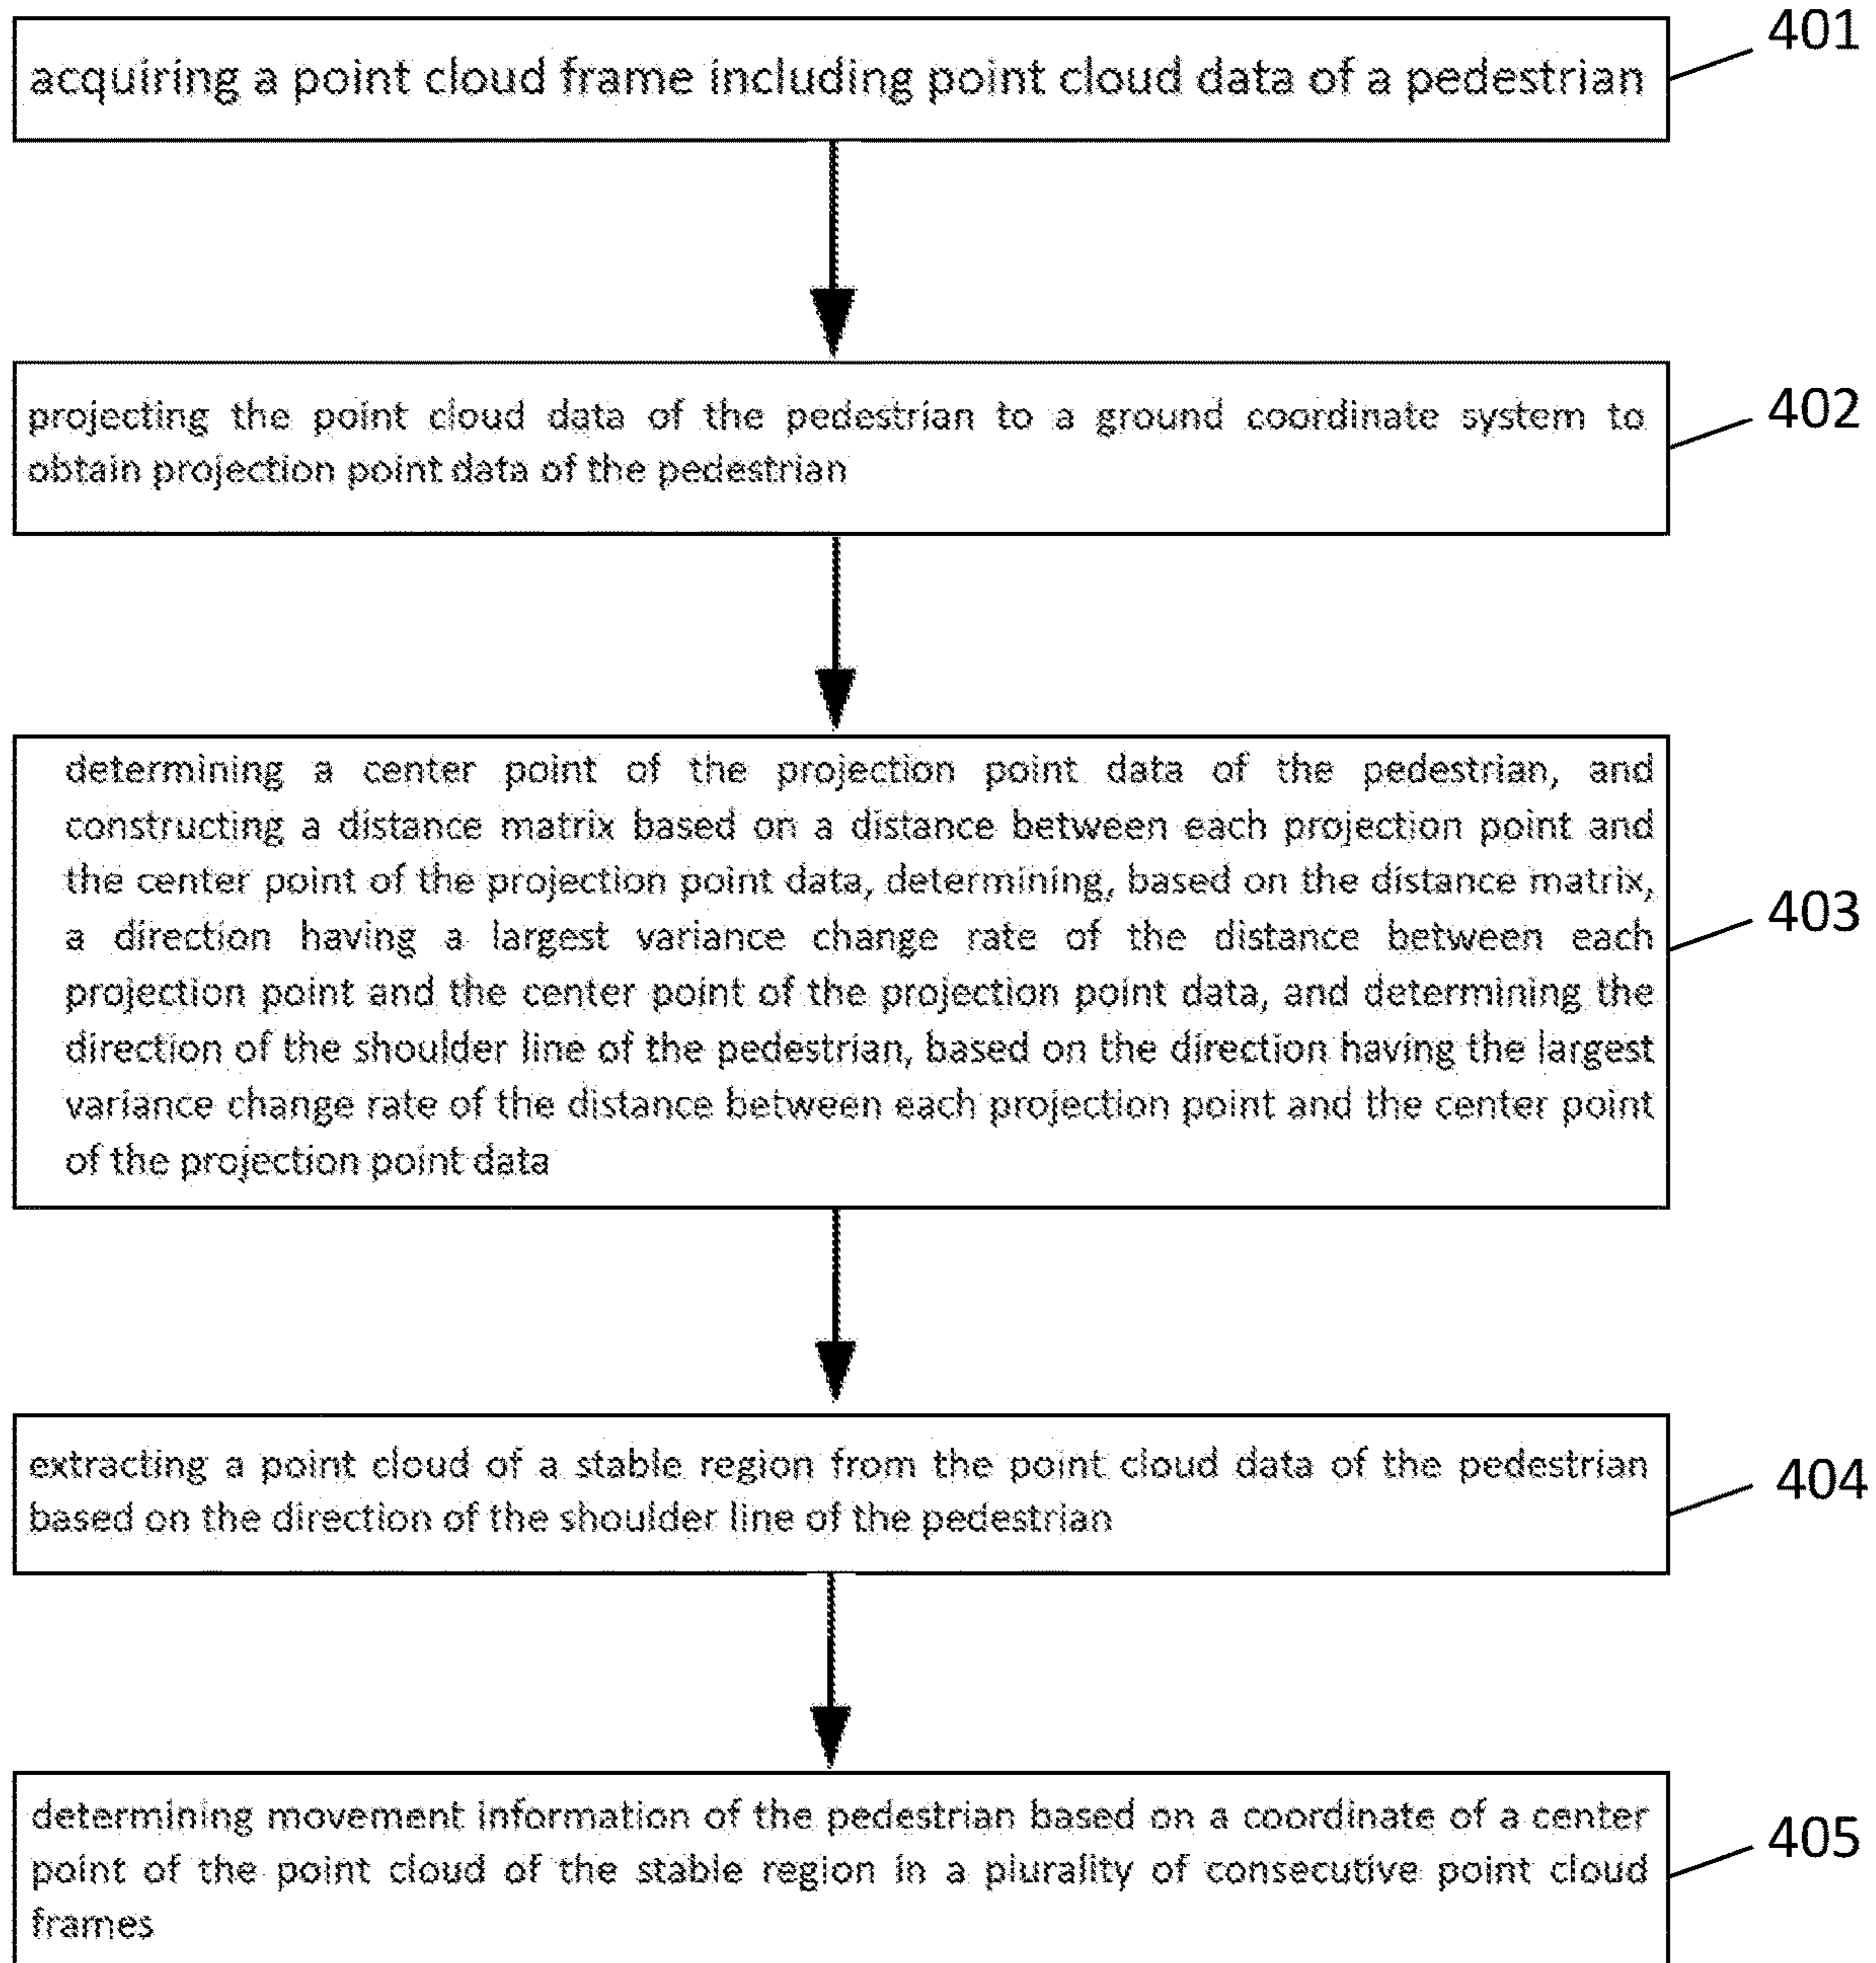 401
acquiring a point cloud frame including point cloud data of a pedestrian
402
projecting the point cloud data of the pedestrian to a ground coordinate system to
obtain projection point data of the pedestrian
determining a center point of the projection point data of the pedestrian, and
constructing a distance matrix based on a distance between each projection point and
the center point of the projection point data, determining, based on the distance matrix,
403
a direction having a largest variance change rate of the distance between each
projection point and the center point of the projection point data, and determining the
direction of the shoulder line of the pedestrian, based on the direction having the largest
variance change rate of the distance between each projection point and the center point
of the projection point data
extracting a point cloud of a stable region from the point cloud data of the pedestrian
404
based on the direction of the shoulder line of the pedestrian
determining movement information of the pedestrian based on a coordinate of a center
405
point of the point cloud of the stable region in a plurality of consecutive point cloud
frames